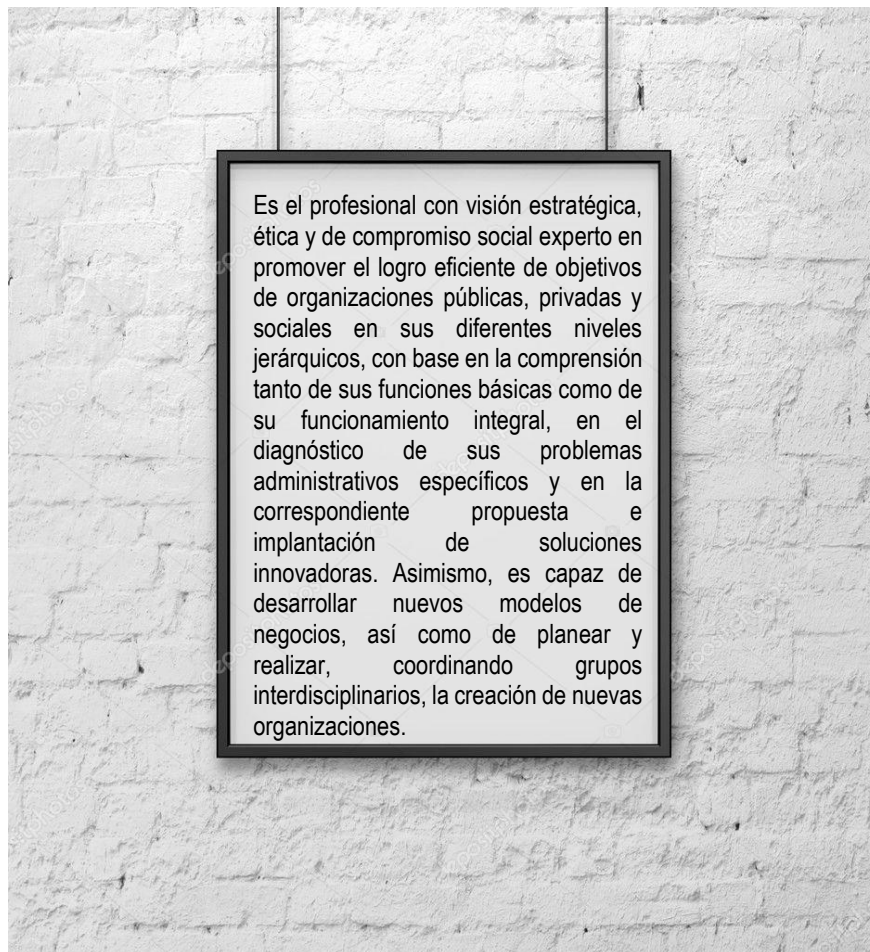 Es el profesional con visión estratégica,
ética y de compromiso social experto en
promover el logro eficiente de objetivos
de organizaciones públicas, privadas y
sociales en sus diferentes niveles
jerárquicos, con base en la comprensión
tanto de sus funciones básicas como de
su funcionamiento integral, en el
diagnóstico de sus problemas
administrativos específicos y en la
correspondiente propuesta e
implantación de soluciones
innovadoras. Asimismo, es capaz de
desarrollar nuevos modelos de
negocios, así como de planear y
realizar, coordinando grupos
interdisciplinarios, la creación de nuevas
organizaciones.
depositphotos